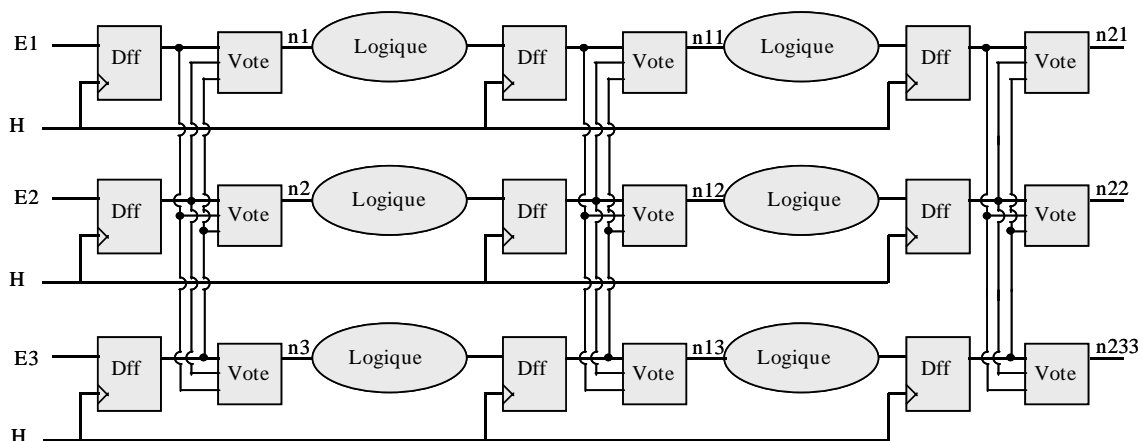 E1 Dff Vote n1 Logique Dff Vote n11 Logique Dff Vote n21
H
E2 Dff Vote n2 Logique Dff Vote n12 Logique Dff Vote n22
H
E3 Dff Vote n3 Logique Dff Vote n13 Logique Dff Vote n233
H